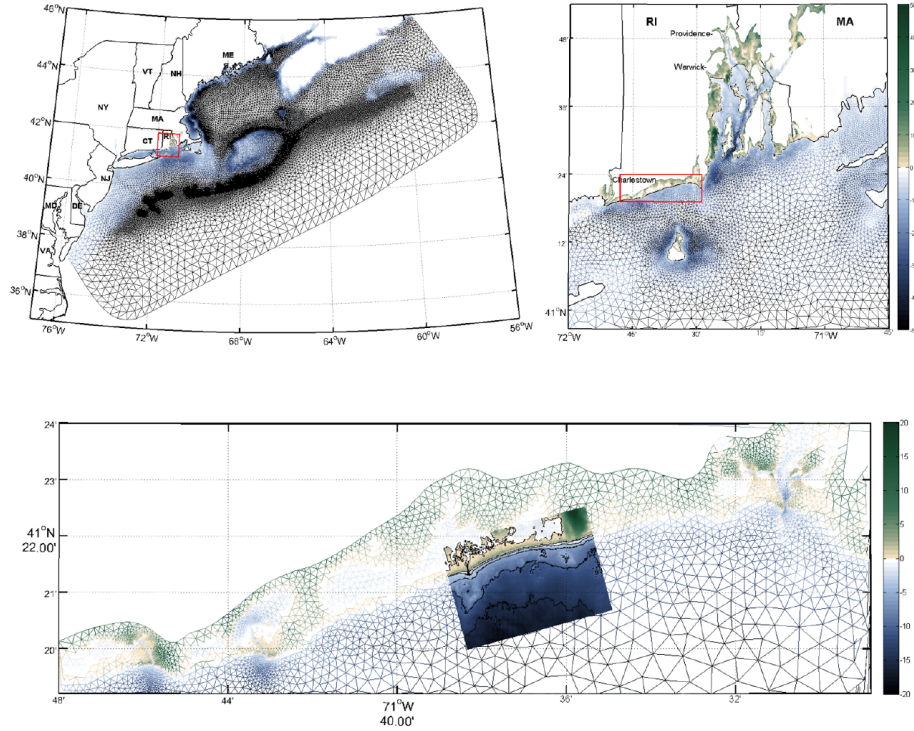 46°N
44°N
42°N
40°N
38°N
36°N
76°W
72°W
68°W
64°W
60°W
56°W
ME
VT
NH
NY
MA
CT
RI
NJ
MD
DE
VA
RI
MA
Providence
Warwick
Charlestown
48'
36'
24'
12'
41°N
72°W
45'
30'
15'
71°W
45'
0
24'
23'
41°N
22.00'
21'
20'
48'
44'
71°W
40.00'
36'
32'
20
15
10
5
0
-5
-10
-15
-20